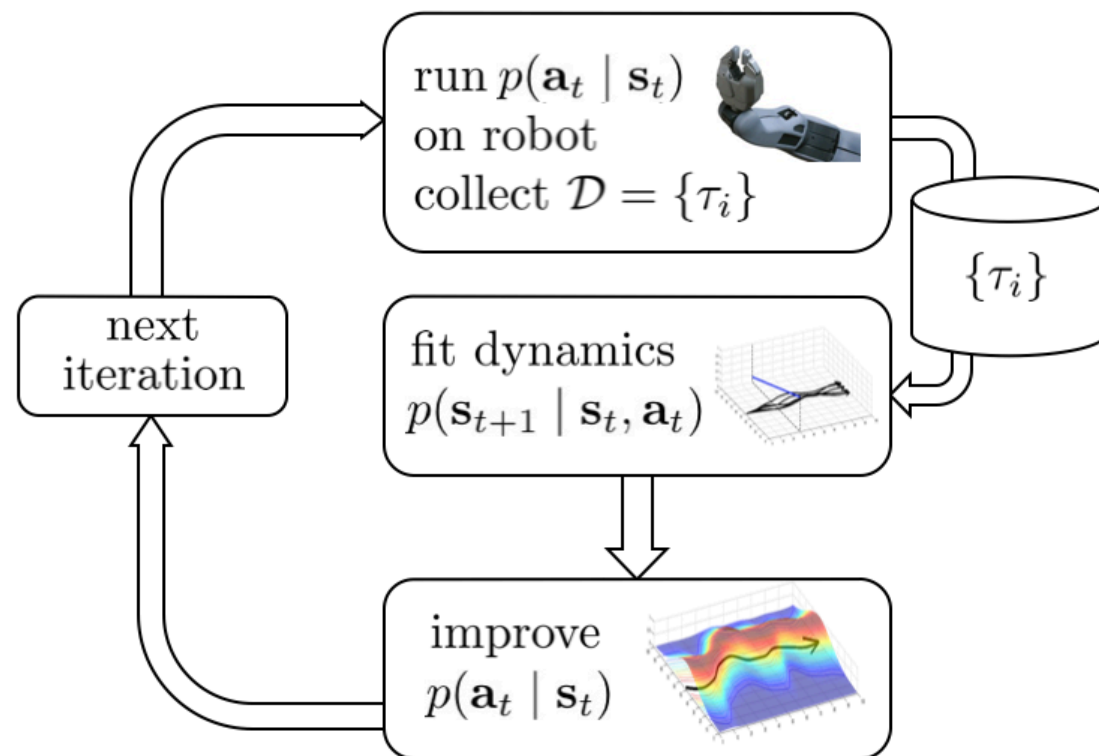 run p(a_t | s_t)
on robot
collect 𝒟 = {τ_i}
{τ_i}
next
iteration
fit dynamics
p(s_{t+1} | s_t, a_t)
improve
p(a_t | s_t)